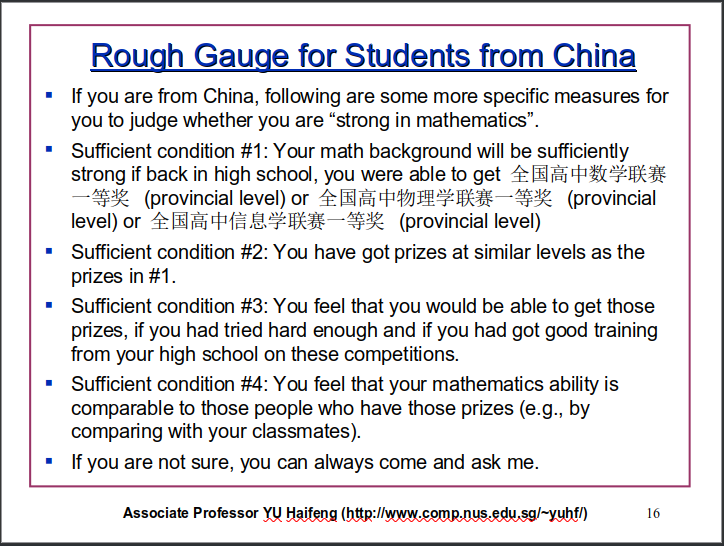 Rough Gauge for Students from China
▪ If you are from China, following are some more specific measures for
you to judge whether you are “strong in mathematics”.
▪ Sufficient condition #1: Your math background will be sufficiently
strong if back in high school, you were able to get 全国高中数学联赛
一等奖 (provincial level) or 全国高中物理学联赛一等奖 (provincial
level) or 全国高中信息学联赛一等奖 (provincial level)
▪ Sufficient condition #2: You have got prizes at similar levels as the
prizes in #1.
▪ Sufficient condition #3: You feel that you would be able to get those
prizes, if you had tried hard enough and if you had got good training
from your high school on these competitions.
▪ Sufficient condition #4: You feel that your mathematics ability is
comparable to those people who have those prizes (e.g., by
comparing with your classmates).
▪ If you are not sure, you can always come and ask me.
Associate Professor YU Haifeng (http://www.comp.nus.edu.sg/~yuhf/) 16